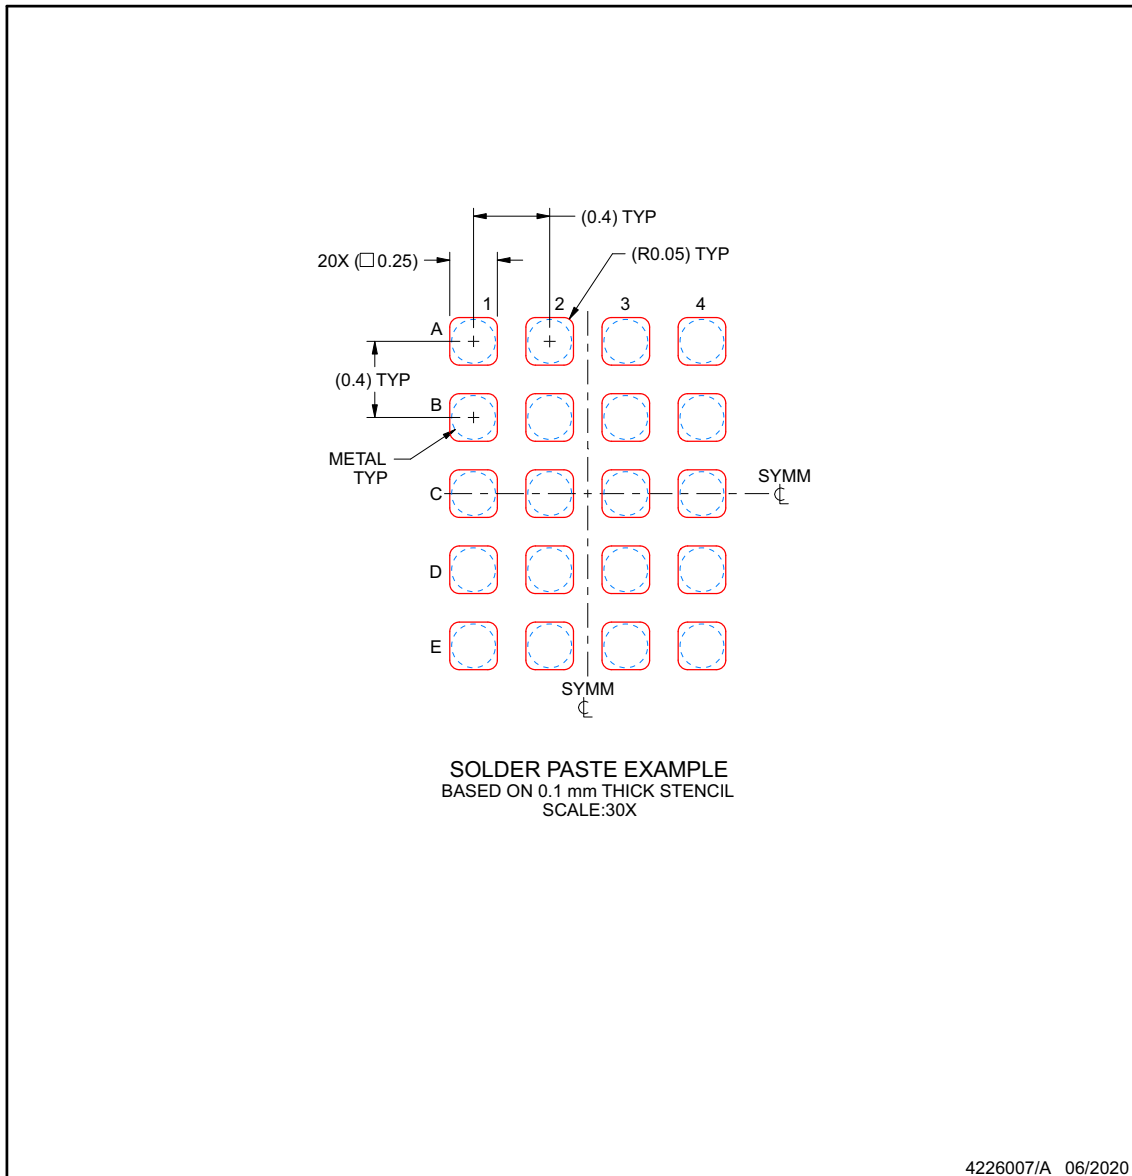 (0.4) TYP
(R0.05) TYP
20X (□0.25)
1 2 3 4
A
(0.4) TYP
B
METAL
TYP
C
SYMM
℄
D
E
SYMM
℄
SOLDER PASTE EXAMPLE
BASED ON 0.1 mm THICK STENCIL
SCALE:30X
4226007/A 06/2020